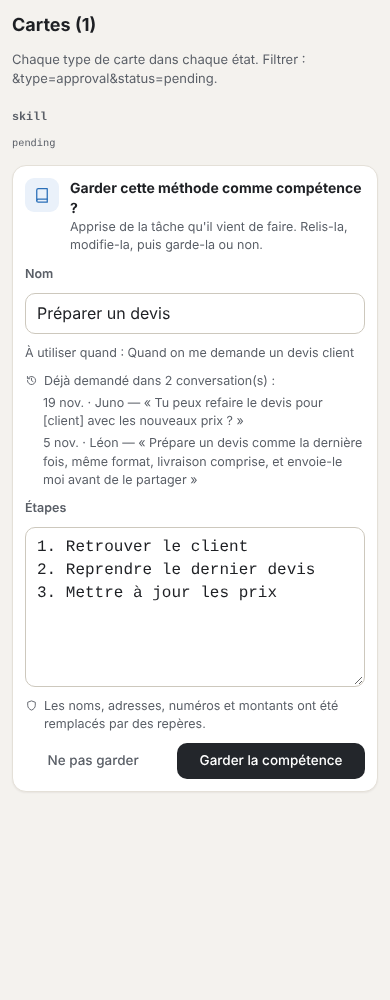 Cartes (1)
Chaque type de carte dans chaque état. Filtrer :
&type=approval&status=pending.
skill
pending
Garder cette méthode comme compétence
?
Apprise de la tâche qu'il vient de faire. Relis-la,
modifie-la, puis garde-la ou non.
Nom
Préparer un devis
À utiliser quand : Quand on me demande un devis client
Déjà demandé dans 2 conversation(s) :
19 nov. · Juno — « Tu peux refaire le devis pour
[client] avec les nouveaux prix ? »
5 nov. · Léon — « Prépare un devis comme la dernière
fois, même format, livraison comprise, et envoie-le
moi avant de le partager »
Étapes
1. Retrouver le client
2. Reprendre le dernier devis
3. Mettre à jour les prix
Les noms, adresses, numéros et montants ont été
remplacés par des repères.
Ne pas garder
Garder la compétence